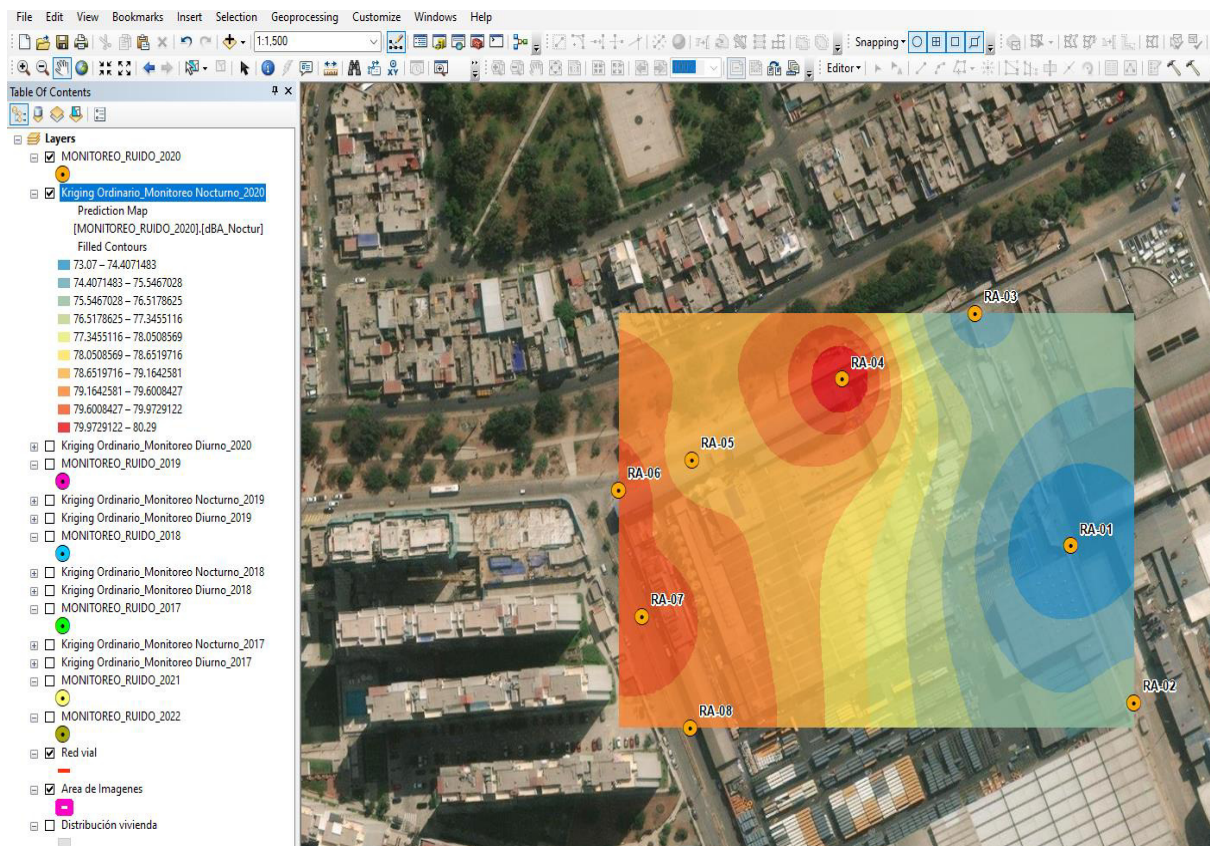 File Edit View Bookmarks Insert Selection Geoprocessing Customize Windows Help
1:1,500
Snapping
Editor
Table Of Contents
Layers
MONITOREO_RUIDO_2020
Kriging Ordinario_Monitoreo Nocturno_2020
Prediction Map
[MONITOREO_RUIDO_2020].[dBA_Noctur]
Filled Contours
73.07 – 74.4071483
74.4071483 – 75.5467028
75.5467028 – 76.5178625
76.5178625 – 77.3455116
77.3455116 – 78.0508569
78.0508569 – 78.6519716
78.6519716 – 79.1642581
79.1642581 – 79.6008427
79.6008427 – 79.9729122
79.9729122 – 80.29
Kriging Ordinario_Monitoreo Diurno_2020
MONITOREO_RUIDO_2019
Kriging Ordinario_Monitoreo Nocturno_2019
Kriging Ordinario_Monitoreo Diurno_2019
MONITOREO_RUIDO_2018
Kriging Ordinario_Monitoreo Nocturno_2018
Kriging Ordinario_Monitoreo Diurno_2018
MONITOREO_RUIDO_2017
Kriging Ordinario_Monitoreo Nocturno_2017
Kriging Ordinario_Monitoreo Diurno_2017
MONITOREO_RUIDO_2021
MONITOREO_RUIDO_2022
Red vial
Area de Imagenes
Distribución vivienda
RA-03
RA-04
RA-05
RA-06
RA-01
RA-07
RA-02
RA-08